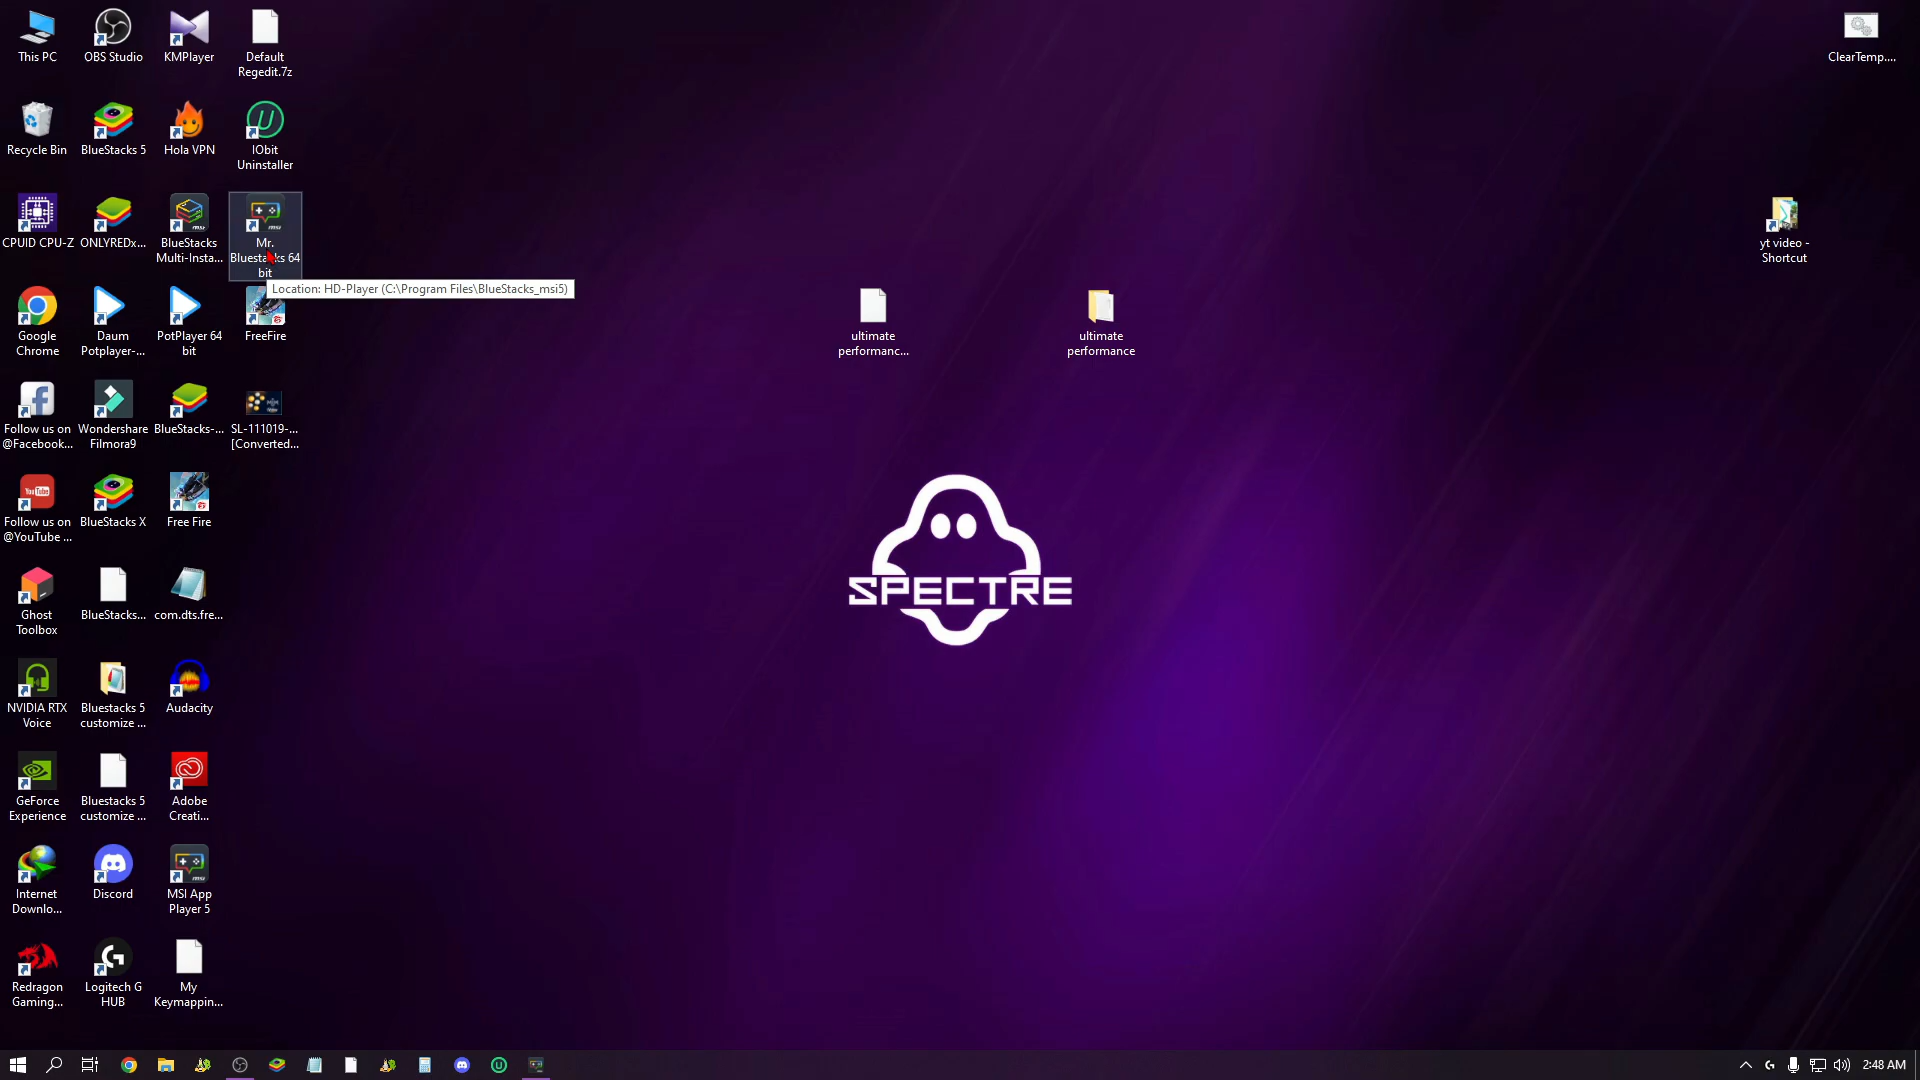 This PC
OBS Studio
KMPlayer
Default
Regedit.7z
ClearTemp....
Recycle Bin
BlueStacks 5
Hola VPN
IObit
Uninstaller
CPUID CPU-Z
ONLYREDx...
BlueStacks
Multi-Insta...
msi
Mr.
Bluestacks 64
bit
msi
yt video -
Shortcut
Location: HD-Player (C:\Program Files\BlueStacks_msi5)
Google
Chrome
Daum
Potplayer-...
PotPlayer 64
bit
FreeFire
ultimate
performanc...
ultimate
performance
Follow us on
@Facebook...
Wondershare
Filmora9
BlueStacks-...
SL-111019-...
[Converted...
YouTube
Follow us on
@YouTube ...
BlueStacks X
Free Fire
SPECTRE
Ghost
Toolbox
BlueStacks...
com.dts.fre...
NVIDIA RTX
Voice
Bluestacks 5
customize ...
Audacity
GeForce
Experience
Bluestacks 5
customize ...
Adobe
Creati...
Internet
Downlo...
Discord
MSI App
Player 5
msi
Redragon
Gaming...
Logitech G
HUB
My
Keymappin...
2:48 AM